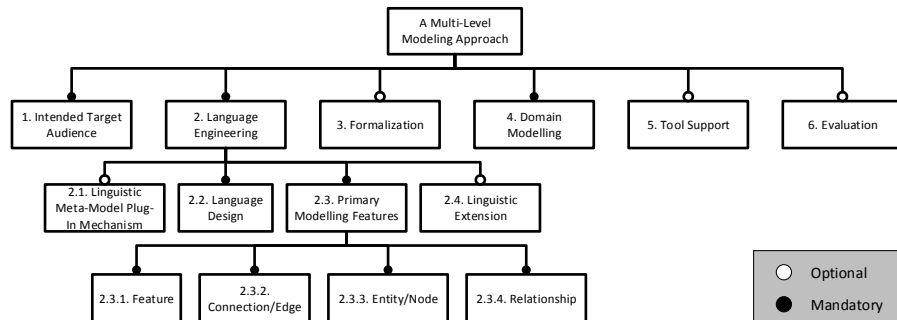 A Multi-Level
Modeling Approach
1. Intended Target
Audience
2. Language
Engineering
3. Formalization
4. Domain
Modelling
5. Tool Support
6. Evaluation
2.1. Linguistic
Meta-Model Plug-
In Mechanism
2.2. Language
Design
2.3. Primary
Modelling Features
2.4. Linguistic
Extension
2.3.1. Feature
2.3.2.
Connection/Edge
2.3.3. Entity/Node
2.3.4. Relationship
Optional
Mandatory